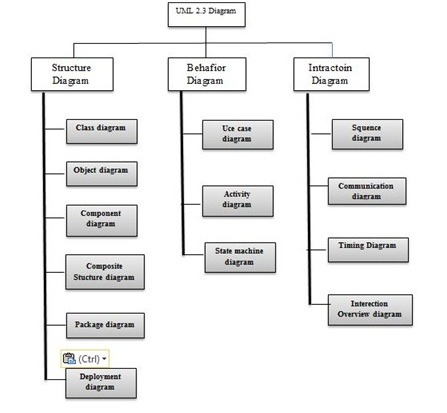 UML 2.3 Diagram
Structure
Diagram
Class diagram
Object diagram
Component
diagram
Composite
Stucture diagram
Package diagram
(Ctrl)
Deployment
diagram
Behafior
Diagram
Uce case
diagram
Activity
diagram
State machine
diagram
Intractoin
Diagram
Squence
diagram
Communication
diagram
Timing Diagram
Interection
Overview diagram